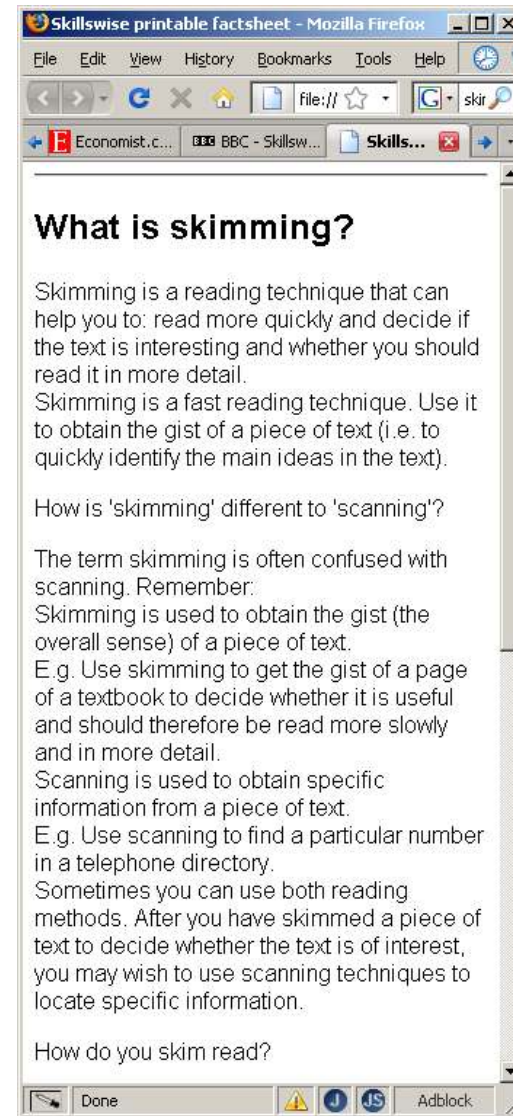 Skillswise printable factsheet - Mozilla Firefox
File Edit View History Bookmarks Tools Help
file:// G skir
Economist.c... BBC BBC - Skillsw... Skills...
What is skimming?
Skimming is a reading technique that can
help you to: read more quickly and decide if
the text is interesting and whether you should
read it in more detail.
Skimming is a fast reading technique. Use it
to obtain the gist of a piece of text (i.e. to
quickly identify the main ideas in the text).
How is 'skimming' different to 'scanning'?
The term skimming is often confused with
scanning. Remember:
Skimming is used to obtain the gist (the
overall sense) of a piece of text.
E.g. Use skimming to get the gist of a page
of a textbook to decide whether it is useful
and should therefore be read more slowly
and in more detail.
Scanning is used to obtain specific
information from a piece of text.
E.g. Use scanning to find a particular number
in a telephone directory.
Sometimes you can use both reading
methods. After you have skimmed a piece of
text to decide whether the text is of interest,
you may wish to use scanning techniques to
locate specific information.
How do you skim read?
Done J JS Adblock